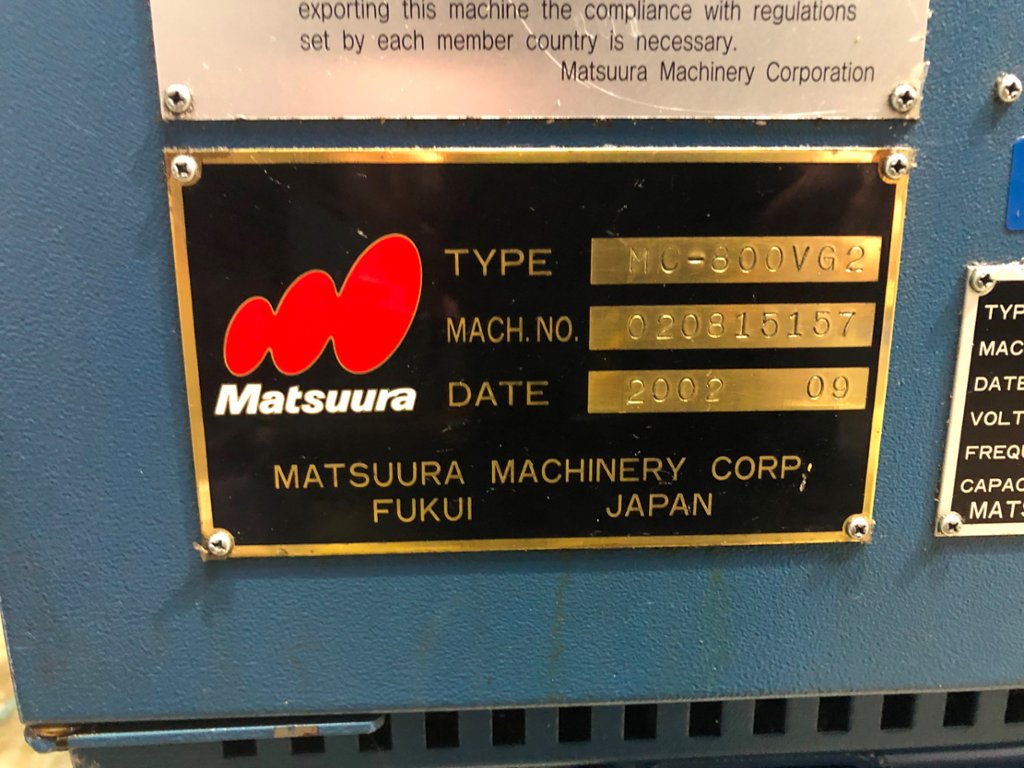 exporting this machine the compliance with regulations
set by each member country is necessary.
Matsuura Machinery Corporation
TYPE MC-800VG2
MACH. NO. 020815157
DATE 2002 09
Matsuura
MATSUURA MACHINERY CORP.
FUKUI JAPAN
TYP
MAC
DATE
VOLT
FREQU
CAPAC
MATS